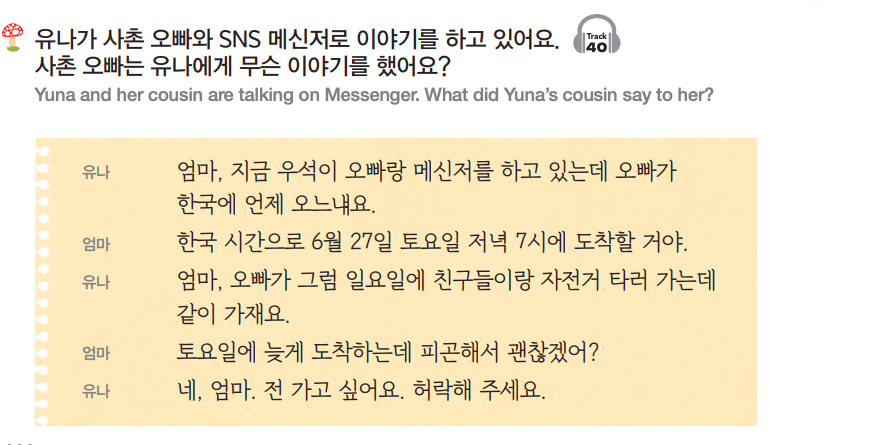 유나가 사촌 오빠와 SNS 메신저로 이야기를 하고 있어요.
Track
40
사촌 오빠는 유나에게 무슨 이야기를 했어요?
Yuna and her cousin are talking on Messenger. What did Yuna's cousin say to her?
유나 엄마, 지금 우석이 오빠랑 메신저를 하고 있는데 오빠가
한국에 언제 오느냬요.
엄마 한국 시간으로 6월 27일 토요일 저녁 7시에 도착할 거야.
유나 엄마, 오빠가 그럼 일요일에 친구들이랑 자전거 타러 가는데
같이 가재요.
엄마 토요일에 늦게 도착하는데 피곤해서 괜찮겠어?
유나 네, 엄마. 전 가고 싶어요. 허락해 주세요.